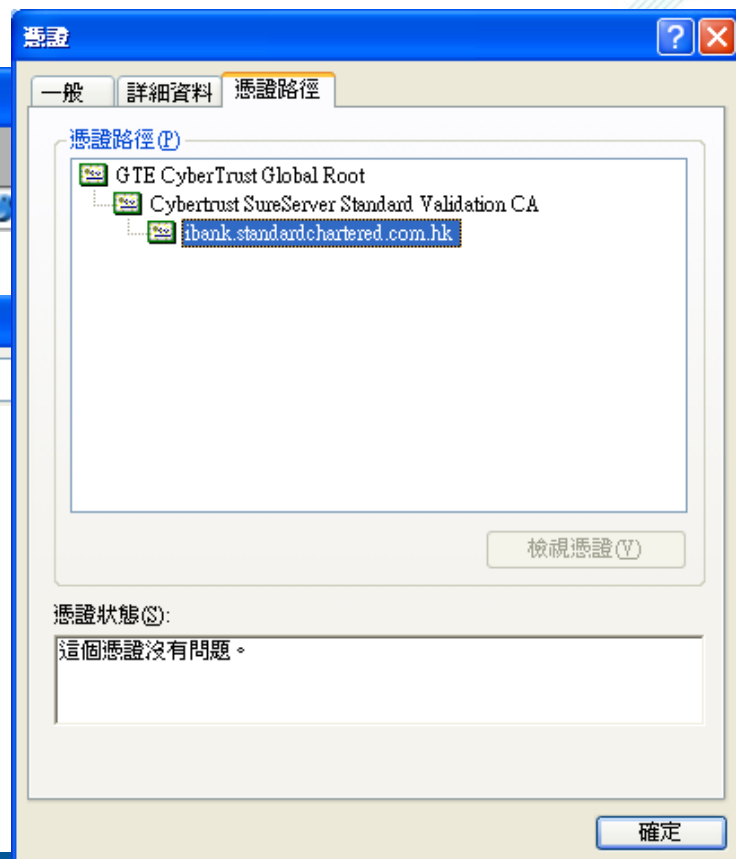 憑證
一般 詳細資料 憑證路徑
憑證路徑(P)
GTE CyberTrust Global Root
Cybertrust SureServer Standard Validation CA
ibank.standardchartered.com.hk
檢視憑證(V)
憑證狀態(S):
這個憑證沒有問題。
確定